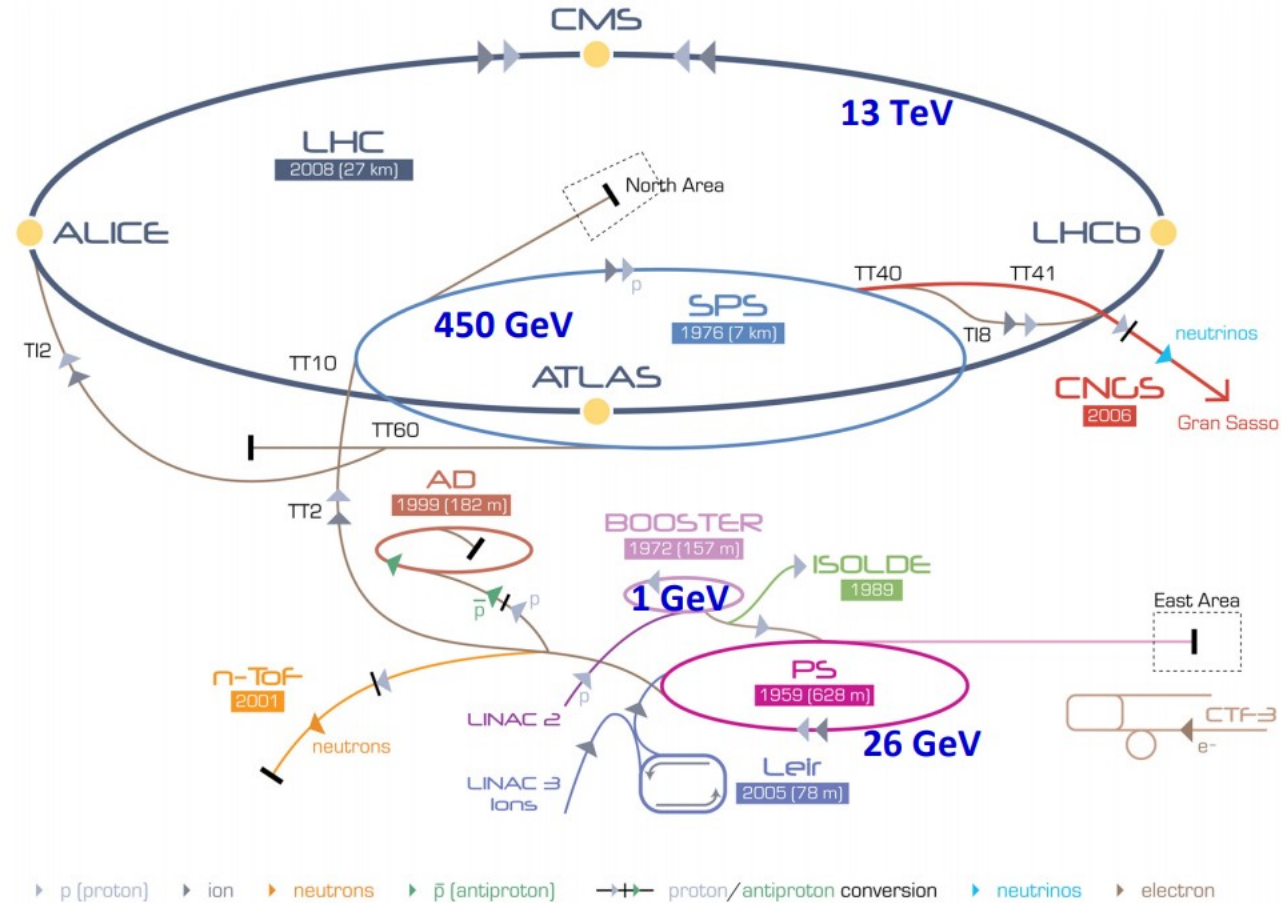 CMS
13 TeV
LHC
2008 (27 km)
North Area
ALICE
LHCb
TT40
TT41
p
SPS
1976 (7 km)
450 GeV
TI8
neutrinos
TI2
TT10
ATLAS
CNGS
2006
Gran Sasso
TT60
AD
1999 (182 m)
TT2
BOOSTER
1972 (157 m)
ISOLDE
1989
1 GeV
p̄
p
East Area
n-ToF
2001
PS
1959 (628 m)
p
LINAC 2
neutrons
26 GeV
CTF-3
e-
LINAC 3
Ions
Leir
2005 (78 m)
p (proton) ion neutrons p̄ (antiproton) proton/antiproton conversion neutrinos electron